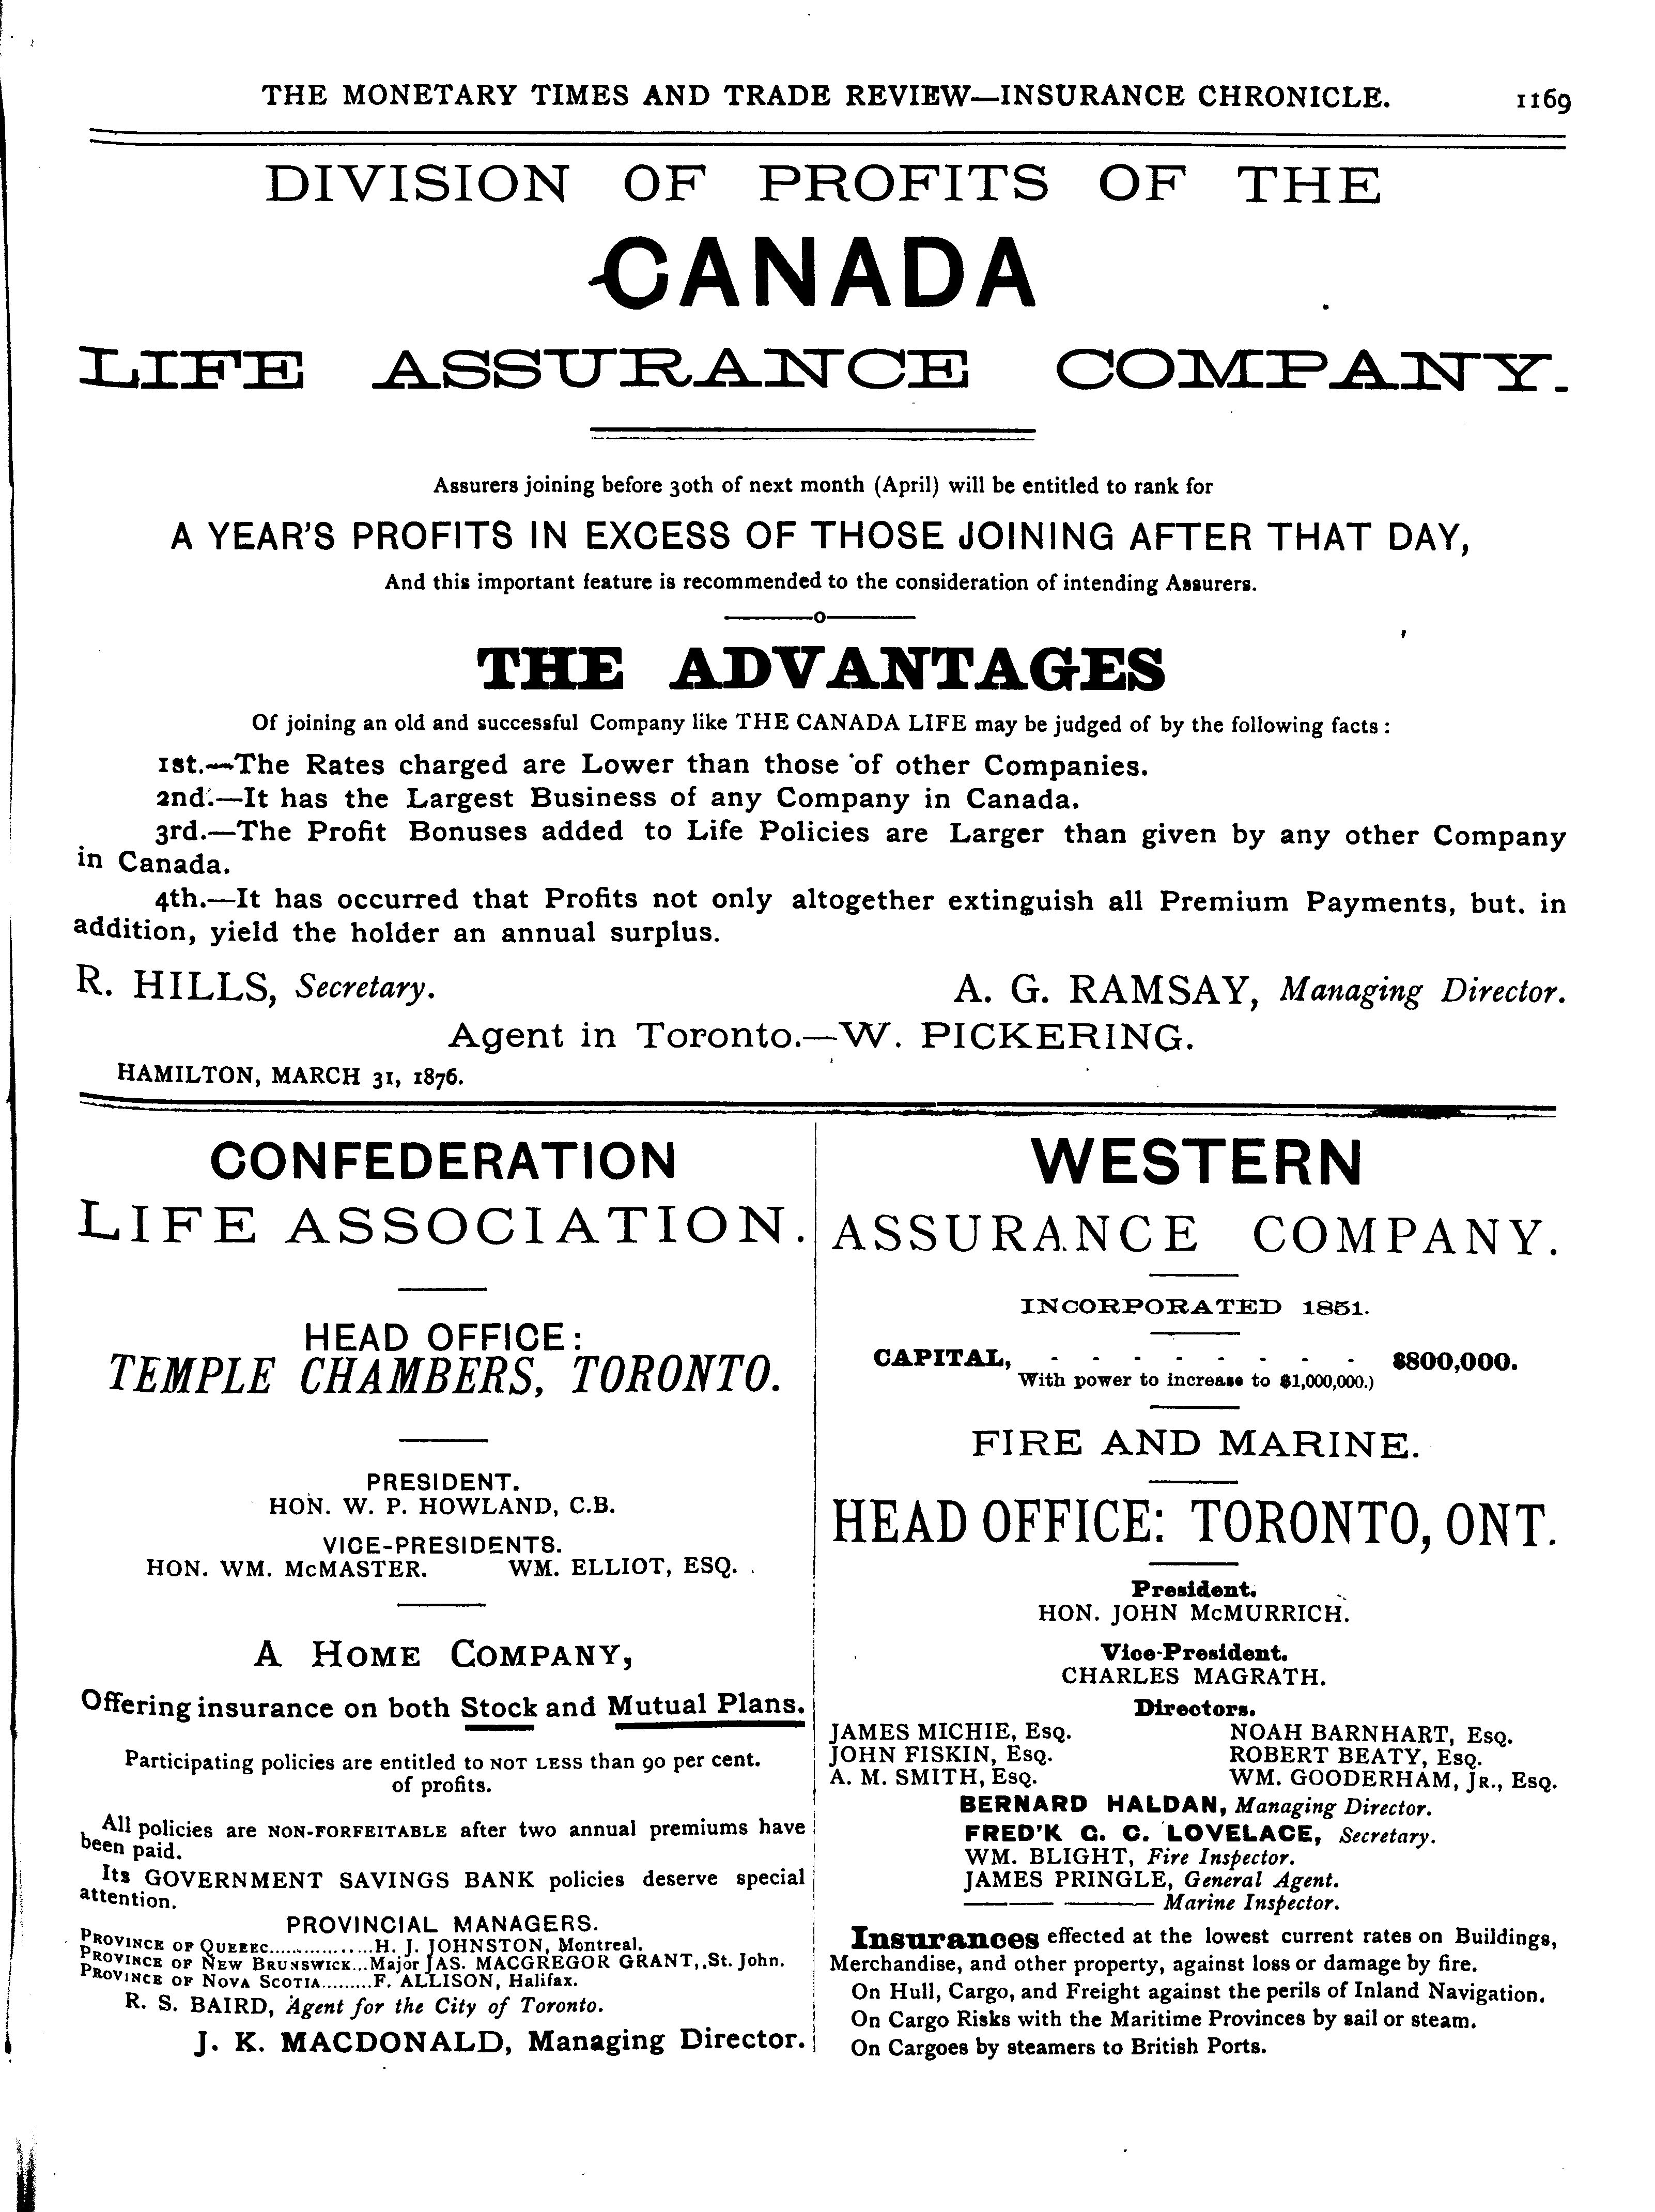 THE MONETARY TIMES AND TRADE REVIEW—INSURANCE CHRONICLE. 1169
DIVISION OF PROFITS OF THE
CANADA
LIFE ASSURANCE COMPANY.
Assurers joining before 30th of next month (April) will be entitled to rank for
A YEAR'S PROFITS IN EXCESS OF THOSE JOINING AFTER THAT DAY,
And this important feature is recommended to the consideration of intending Assurers.
THE ADVANTAGES
Of joining an old and successful Company like THE CANADA LIFE may be judged of by the following facts:
1st.—The Rates charged are Lower than those of other Companies.
2nd.—It has the Largest Business of any Company in Canada.
3rd.—The Profit Bonuses added to Life Policies are Larger than given by any other Company
in Canada.
4th.—It has occurred that Profits not only altogether extinguish all Premium Payments, but. in
addition, yield the holder an annual surplus.
R. HILLS, Secretary. A. G. RAMSAY, Managing Director.
Agent in Toronto.—W. PICKERING.
HAMILTON, MARCH 31, 1876.
CONFEDERATION
LIFE ASSOCIATION.
HEAD OFFICE:
TEMPLE CHAMBERS, TORONTO.
PRESIDENT.
HON. W. P. HOWLAND, C.B.
VICE-PRESIDENTS.
HON. WM. McMASTER. WM. ELLIOT, ESQ.
A HOME COMPANY,
Offering insurance on both Stock and Mutual Plans.
Participating policies are entitled to NOT LESS than 90 per cent.
of profits.
All policies are NON-FORFEITABLE after two annual premiums have
been paid.
Its GOVERNMENT SAVINGS BANK policies deserve special
attention.
PROVINCIAL MANAGERS.
PROVINCE OF QUEBEC...................H. J. JOHNSTON, Montreal.
PROVINCE OF NEW BRUNSWICK...Major JAS. MACGREGOR GRANT,.St. John.
PROVINCE OF NOVA SCOTIA.........F. ALLISON, Halifax.
R. S. BAIRD, Agent for the City of Toronto.
J. K. MACDONALD, Managing Director.
WESTERN
ASSURANCE COMPANY.
INCORPORATED 1851.
CAPITAL, - - - - - - - - $800,000.
With power to increase to $1,000,000.)
FIRE AND MARINE.
HEAD OFFICE: TORONTO, ONT.
President.
HON. JOHN McMURRICH.
Vice-President.
CHARLES MAGRATH.
Directors.
JAMES MICHIE, ESQ. NOAH BARNHART, ESQ.
JOHN FISKIN, ESQ. ROBERT BEATY, ESQ.
A. M. SMITH, ESQ. WM. GOODERHAM, JR., ESQ.
BERNARD HALDAN, Managing Director.
FRED'K G. C. LOVELACE, Secretary.
WM. BLIGHT, Fire Inspector.
JAMES PRINGLE, General Agent.
——— ——— Marine Inspector.
Insurances effected at the lowest current rates on Buildings,
Merchandise, and other property, against loss or damage by fire.
On Hull, Cargo, and Freight against the perils of Inland Navigation.
On Cargo Risks with the Maritime Provinces by sail or steam.
On Cargoes by steamers to British Ports.